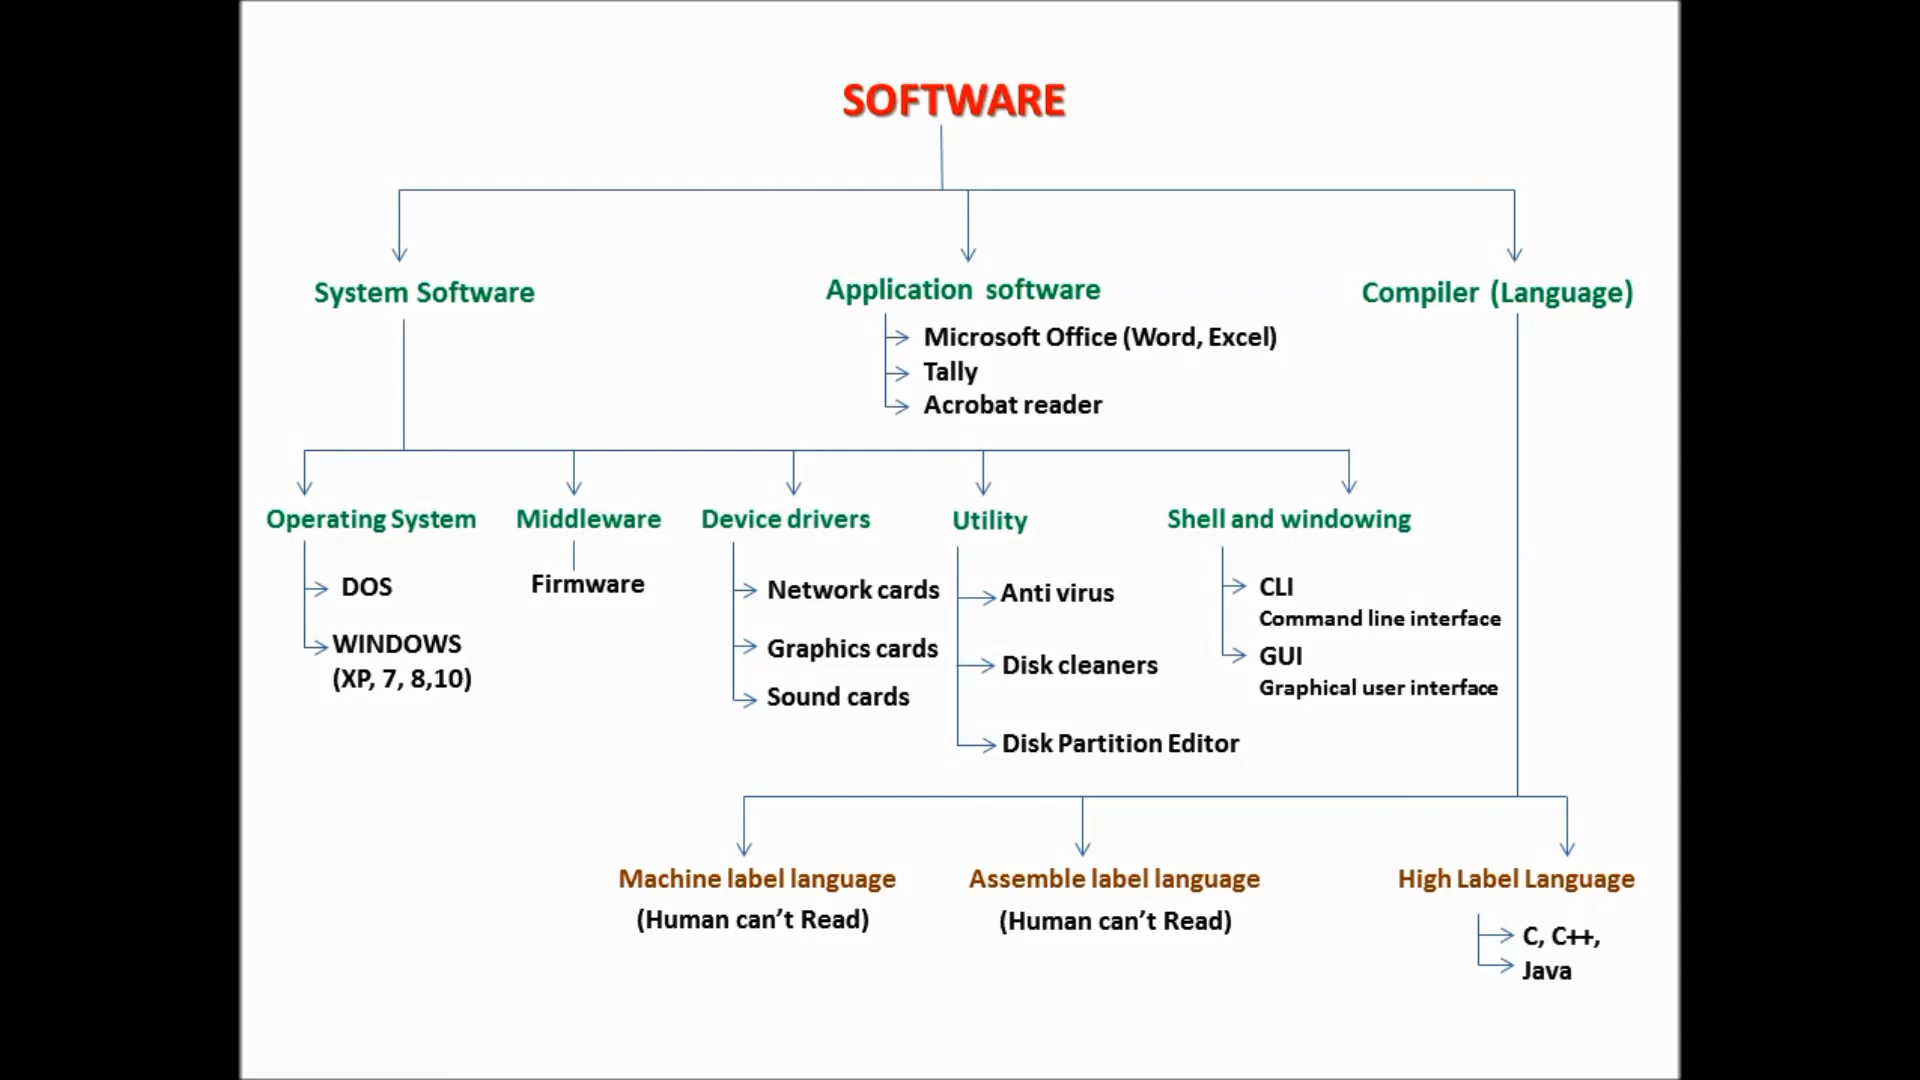 SOFTWARE
System Software
Application software
Compiler (Language)
Microsoft Office (Word, Excel)
Tally
Acrobat reader
Operating System
Middleware
Device drivers
Utility
Shell and windowing
DOS
WINDOWS
(XP, 7, 8,10)
Firmware
Network cards
Graphics cards
Sound cards
Anti virus
Disk cleaners
Disk Partition Editor
CLI
Command line interface
GUI
Graphical user interface
Machine label language
(Human can’t Read)
Assemble label language
(Human can’t Read)
High Label Language
C, C++,
Java